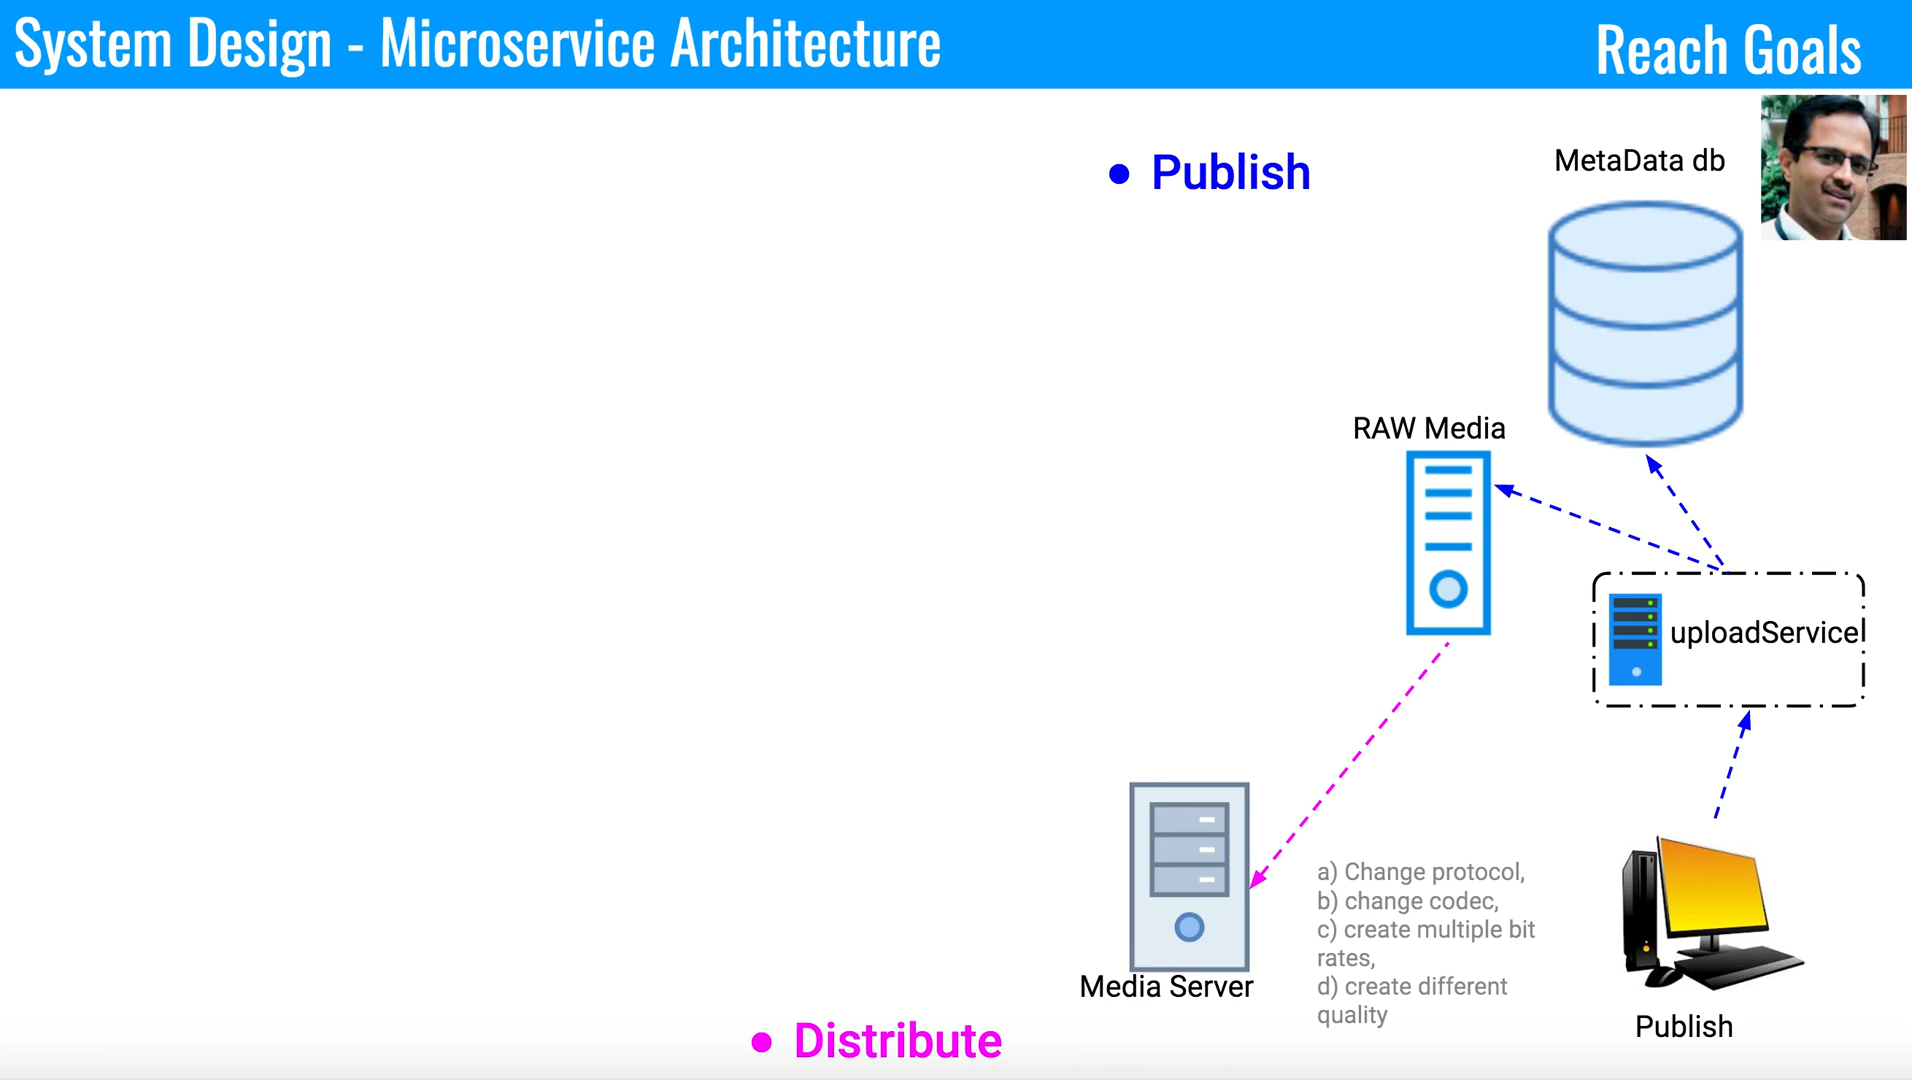 System Design - Microservice Architecture
Reach Goals
• Publish
MetaData db
RAW Media
uploadService
a) Change protocol,
b) change codec,
c) create multiple bit
rates,
d) create different
quality
Media Server
Publish
• Distribute